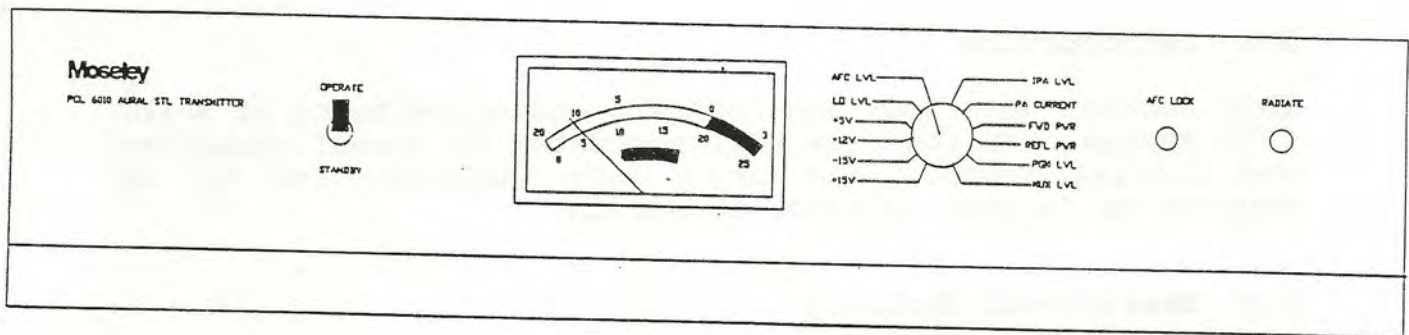 Moseley
PCL 6010 AURAL STL TRANSMITTER
OPERATE
STANDBY
20 10 5 0 3
0 5 10 15 20 25
AFC LVL
LO LVL
+5V
+12V
-15V
+15V
IPA LVL
PA CURRENT
FWD PWR
REFL PWR
PGM LVL
MUX LVL
AFC LOCK
RADIATE